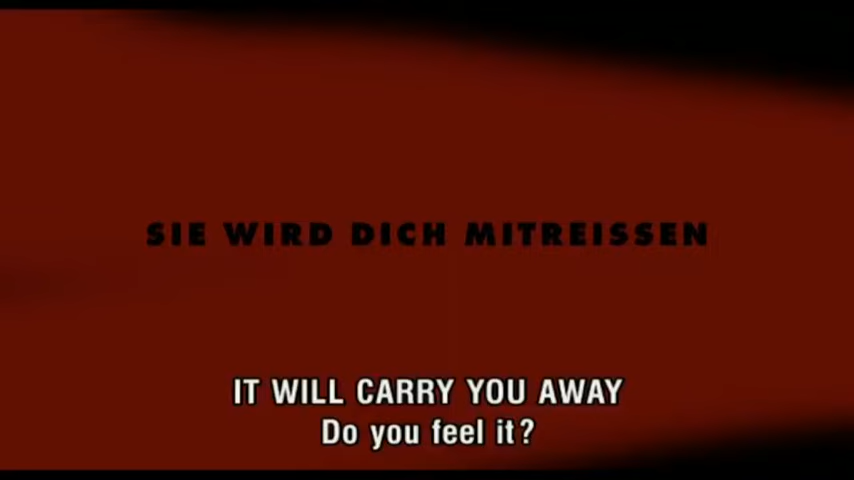 SIE WIRD DICH MITREISSEN
IT WILL CARRY YOU AWAY
Do you feel it?